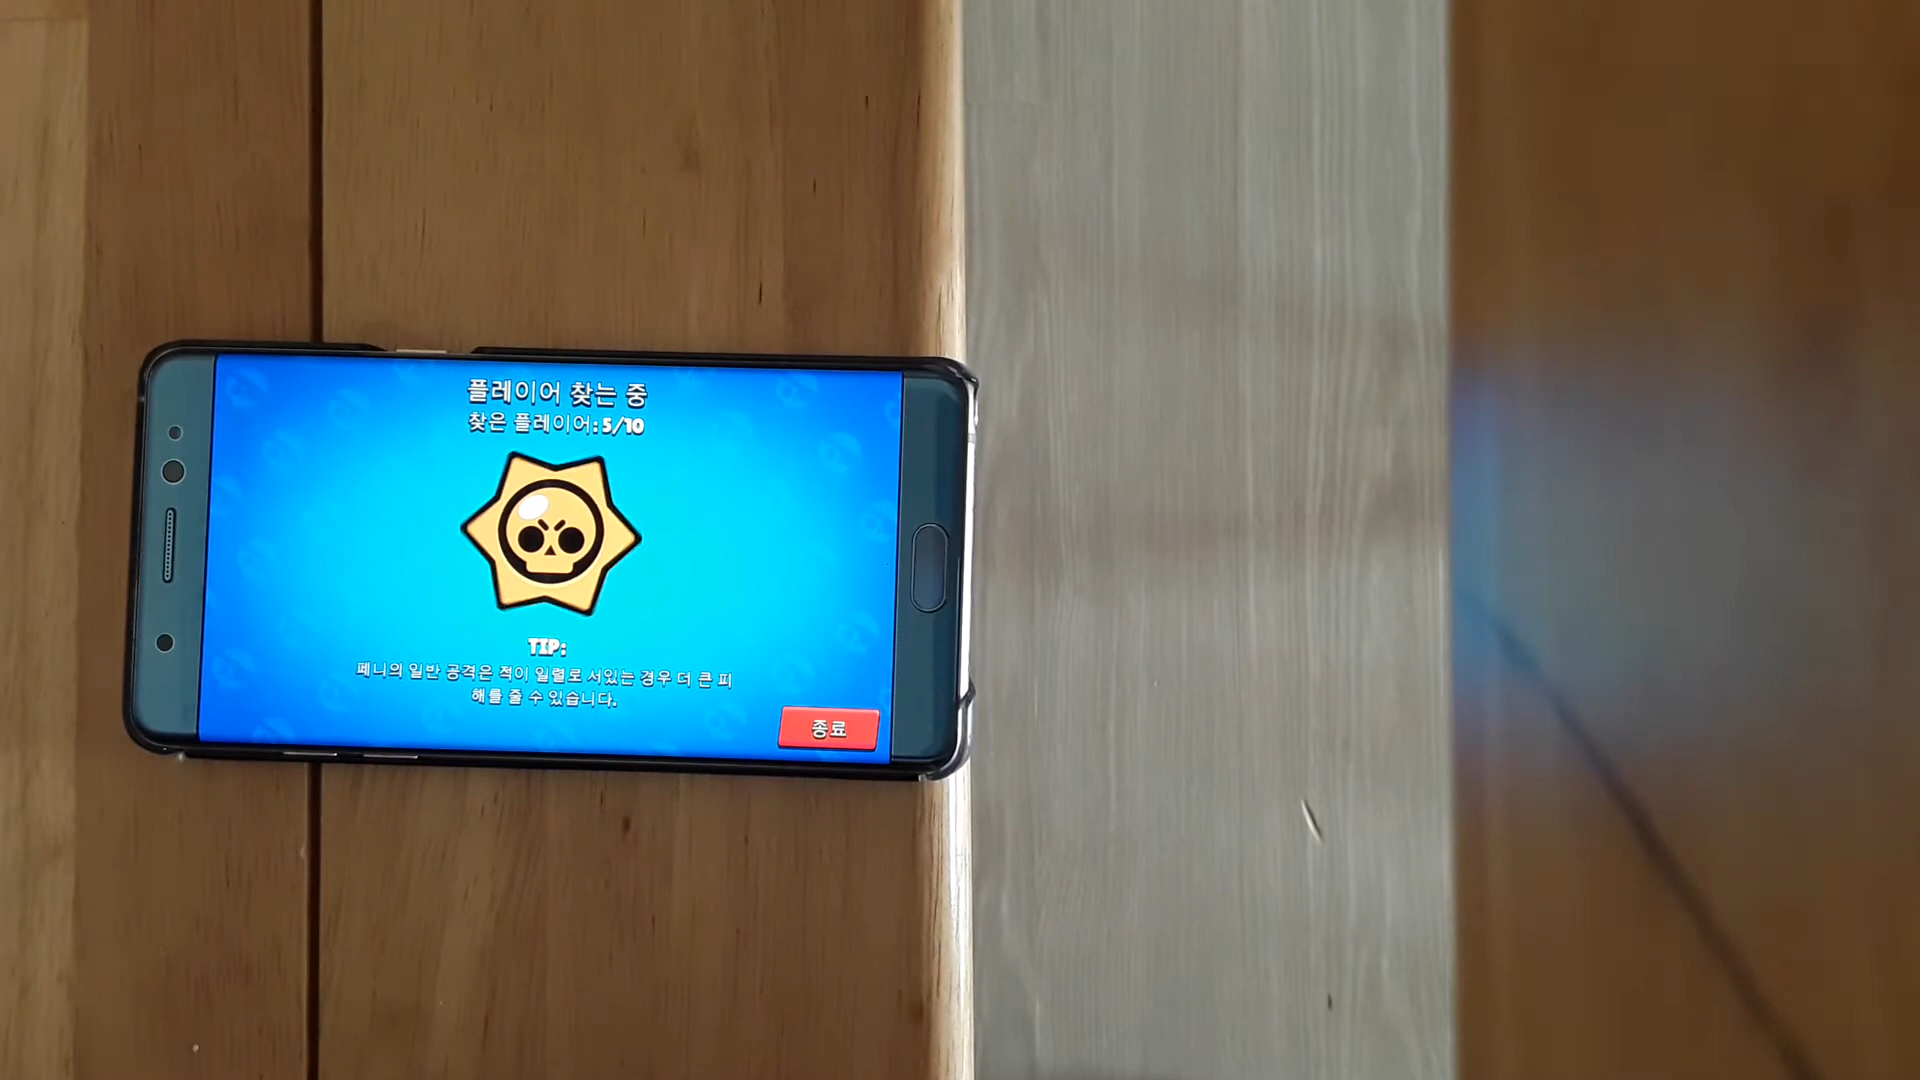 플레이어 찾는 중
찾은 플레이어: 5/10
TIP:
페니의 일반 공격은 적이 일렬로 서있는 경우 더 큰 피
해를 줄 수 있습니다.
종료